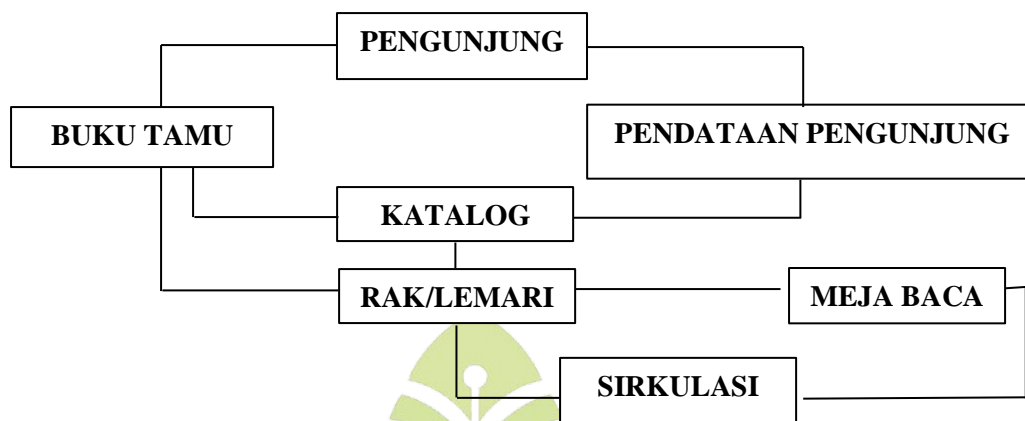 PENGUNJUNG
BUKU TAMU
PENDATAAN PENGUNJUNG
KATALOG
RAK/LEMARI
MEJA BACA
SIRKULASI